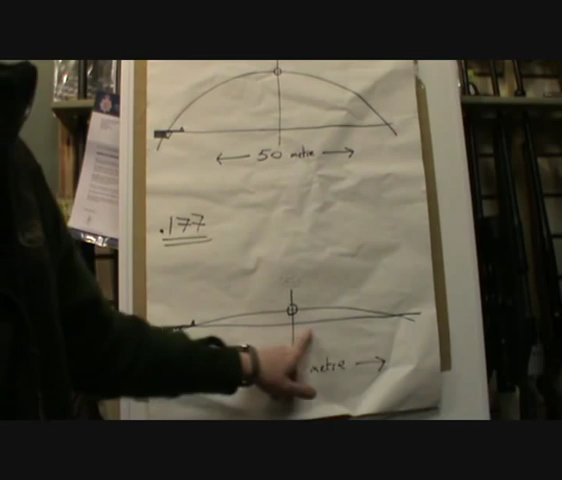 ← 50 metre →
.177
metre →